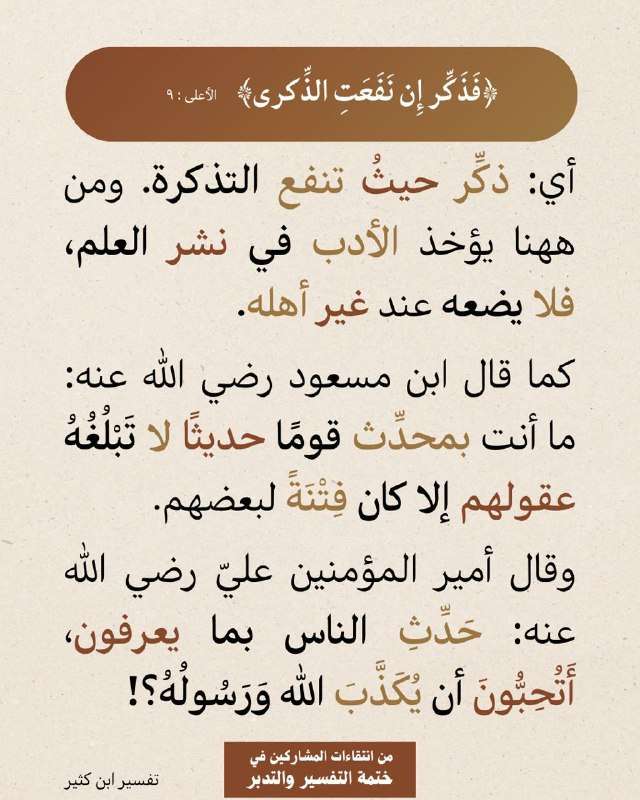 ﴿فَذَكِّر إِن نَفَعَتِ الذِّكرى﴾ الأعلى : ٩
أي: ذكِّر حيثُ تنفع التذكرة. ومن
ههنا يؤخذ الأدب في نشر العلم،
فلا يضعه عند غير أهله.
كما قال ابن مسعود رضي الله عنه:
ما أنت بمحدِّث قومًا حديثًا لا تَبْلُغُهُ
عقولهم إلا كان فِتْنَةً لبعضهم.
وقال أمير المؤمنين عليّ رضي الله
عنه: حَدِّثِ الناس بما يعرفون،
أَتُحِبُّونَ أن يُكَذَّبَ الله وَرَسُولُهُ؟!
من انتقاءات المشاركين في
ختمة التفسير والتدبر
تفسير ابن كثير